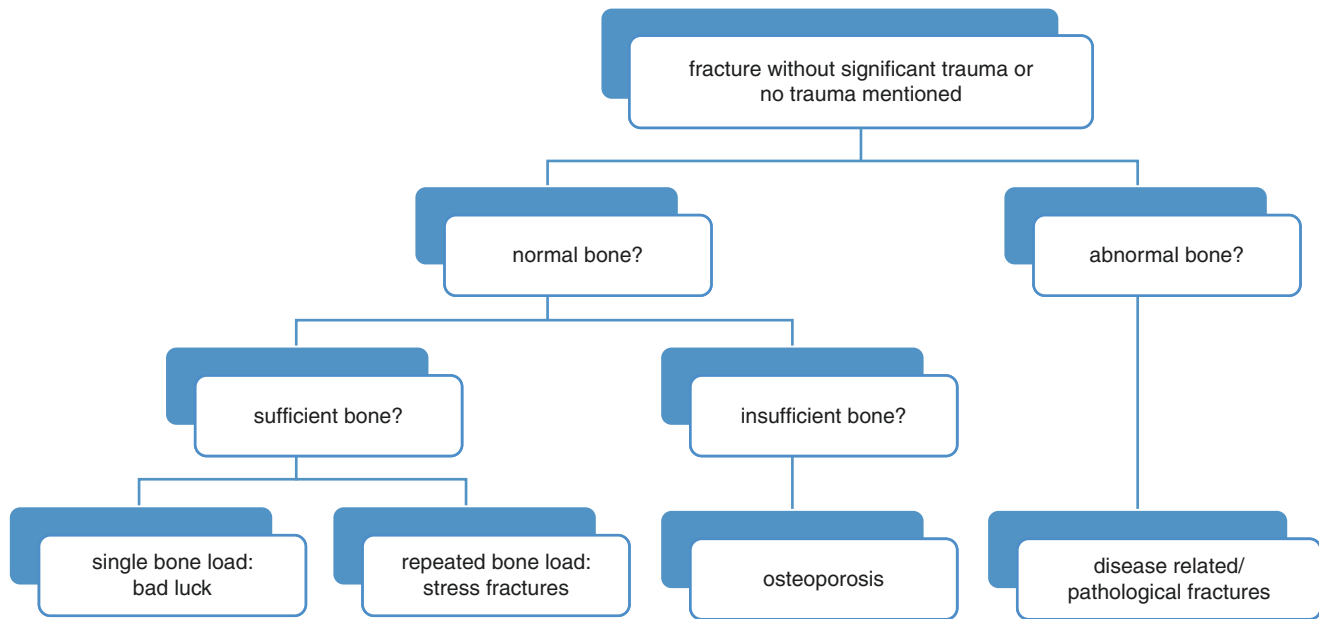 fracture without significant trauma or
no trauma mentioned
normal bone?
abnormal bone?
sufficient bone?
insufficient bone?
single bone load:
bad luck
repeated bone load:
stress fractures
osteoporosis
disease related/
pathological fractures